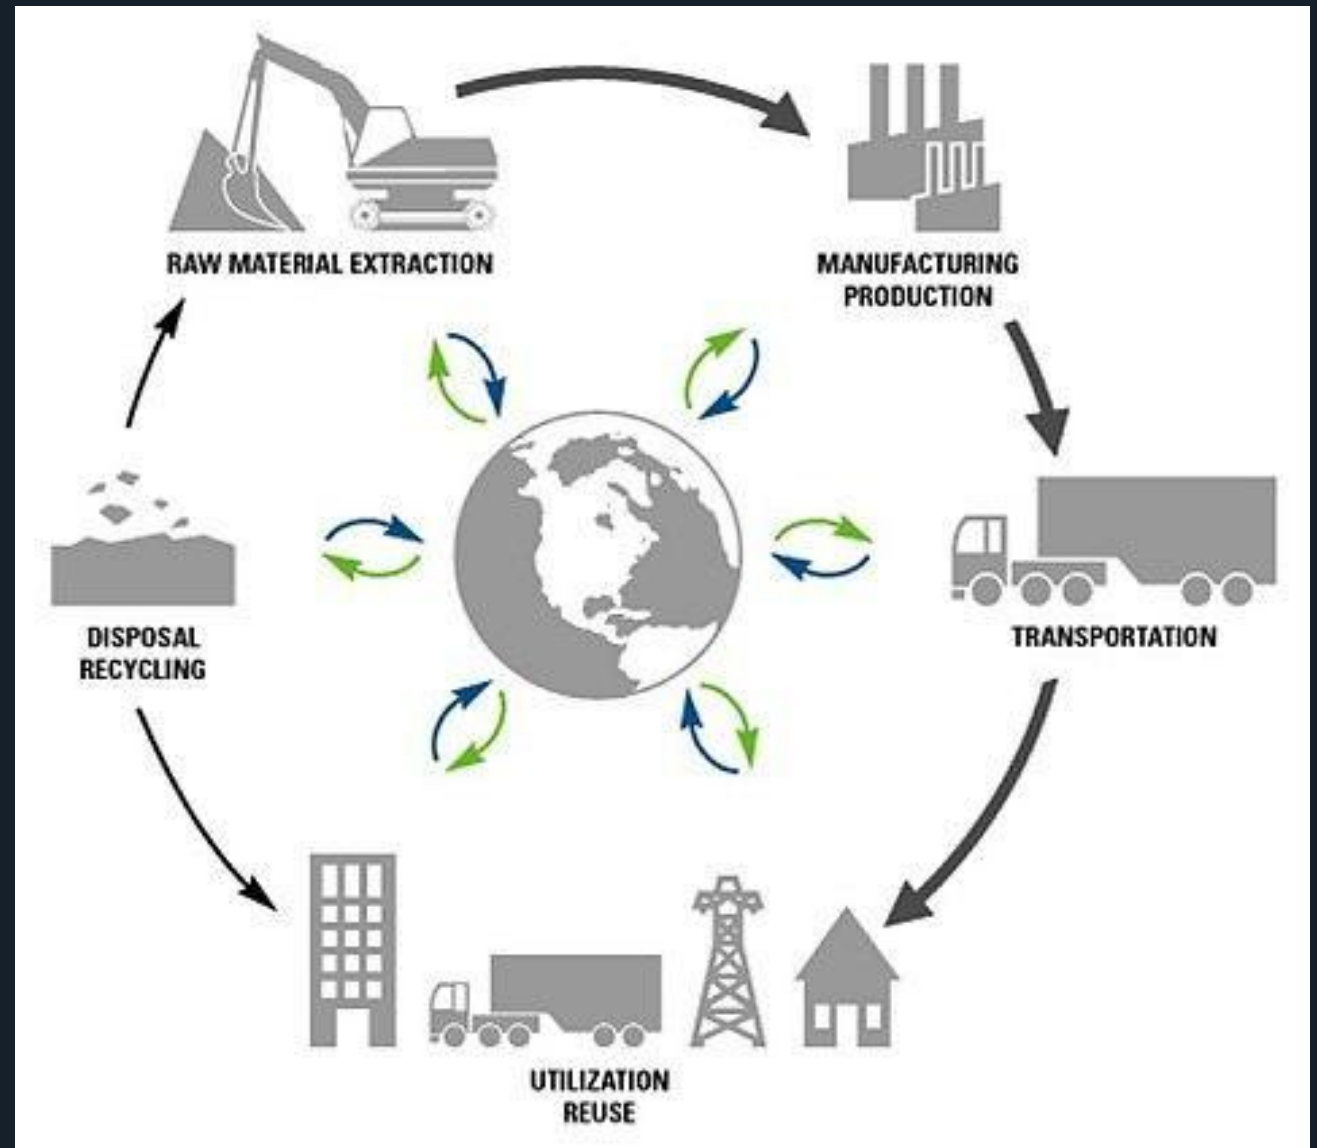 RAW MATERIAL EXTRACTION
MANUFACTURING
PRODUCTION
DISPOSAL
RECYCLING
TRANSPORTATION
UTILIZATION
REUSE